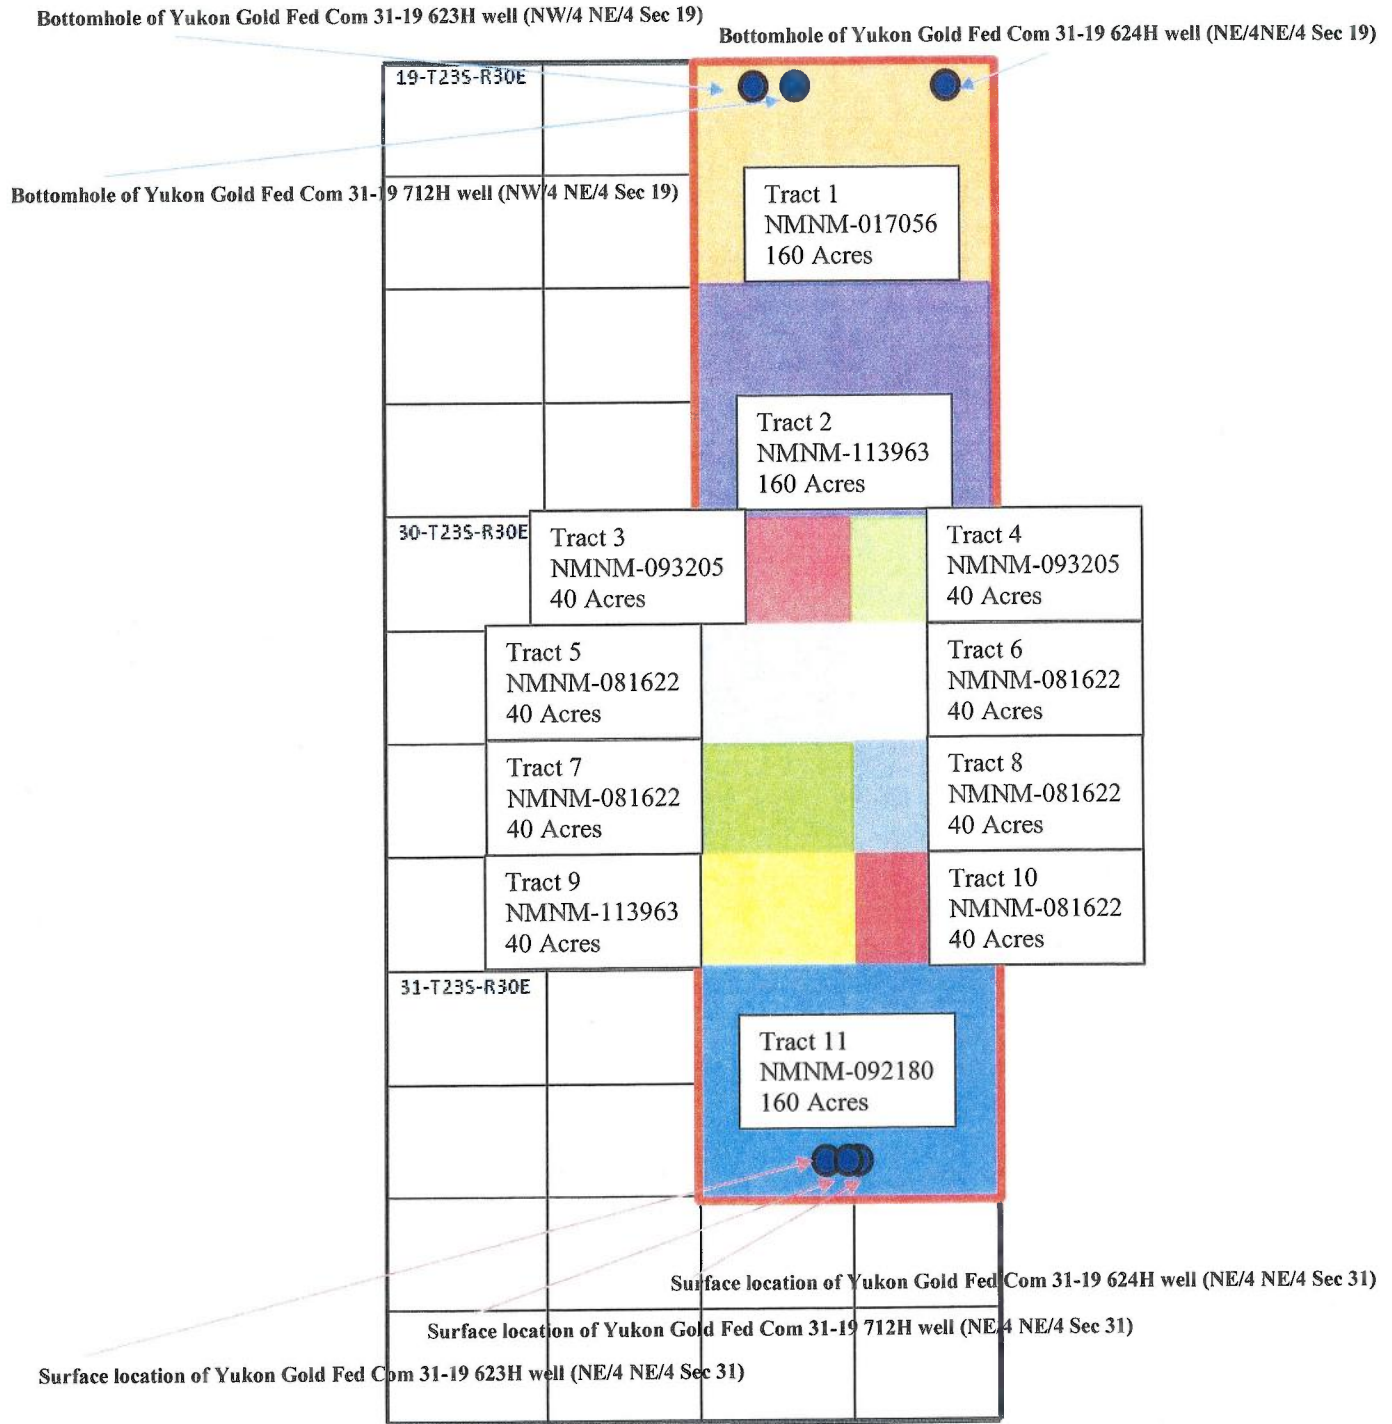 Bottomhole of Yukon Gold Fed Com 31-19 623H well (NW/4 NE/4 Sec 19)
Bottomhole of Yukon Gold Fed Com 31-19 624H well (NE/4NE/4 Sec 19)
19-T23S-R30E
Bottomhole of Yukon Gold Fed Com 31-19 712H well (NW/4 NE/4 Sec 19)
Tract 1
NMNM-017056
160 Acres
Tract 2
NMNM-113963
160 Acres
30-T23S-R30E
Tract 3
NMNM-093205
40 Acres
Tract 4
NMNM-093205
40 Acres
Tract 5
NMNM-081622
40 Acres
Tract 6
NMNM-081622
40 Acres
Tract 7
NMNM-081622
40 Acres
Tract 8
NMNM-081622
40 Acres
Tract 9
NMNM-113963
40 Acres
Tract 10
NMNM-081622
40 Acres
31-T23S-R30E
Tract 11
NMNM-092180
160 Acres
Surface location of Yukon Gold Fed Com 31-19 624H well (NE/4 NE/4 Sec 31)
Surface location of Yukon Gold Fed Com 31-19 712H well (NE/4 NE/4 Sec 31)
Surface location of Yukon Gold Fed Com 31-19 623H well (NE/4 NE/4 Sec 31)